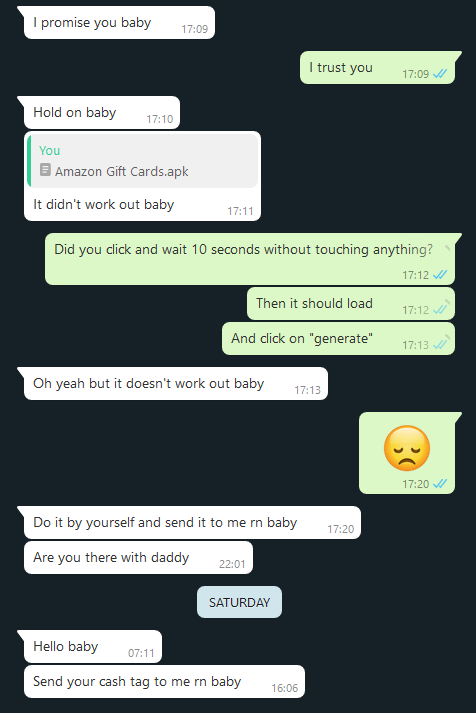 I promise you baby
17:09
I trust you
17:09
Hold on baby
17:10
You
Amazon Gift Cards.apk
It didn't work out baby
17:11
Did you click and wait 10 seconds without touching anything?
17:12
Then it should load
17:12
And click on "generate"
17:13
Oh yeah but it doesn't work out baby
17:13
17:20
Do it by yourself and send it to me rn baby
17:20
Are you there with daddy
22:01
SATURDAY
Hello baby
07:11
Send your cash tag to me rn baby
16:06